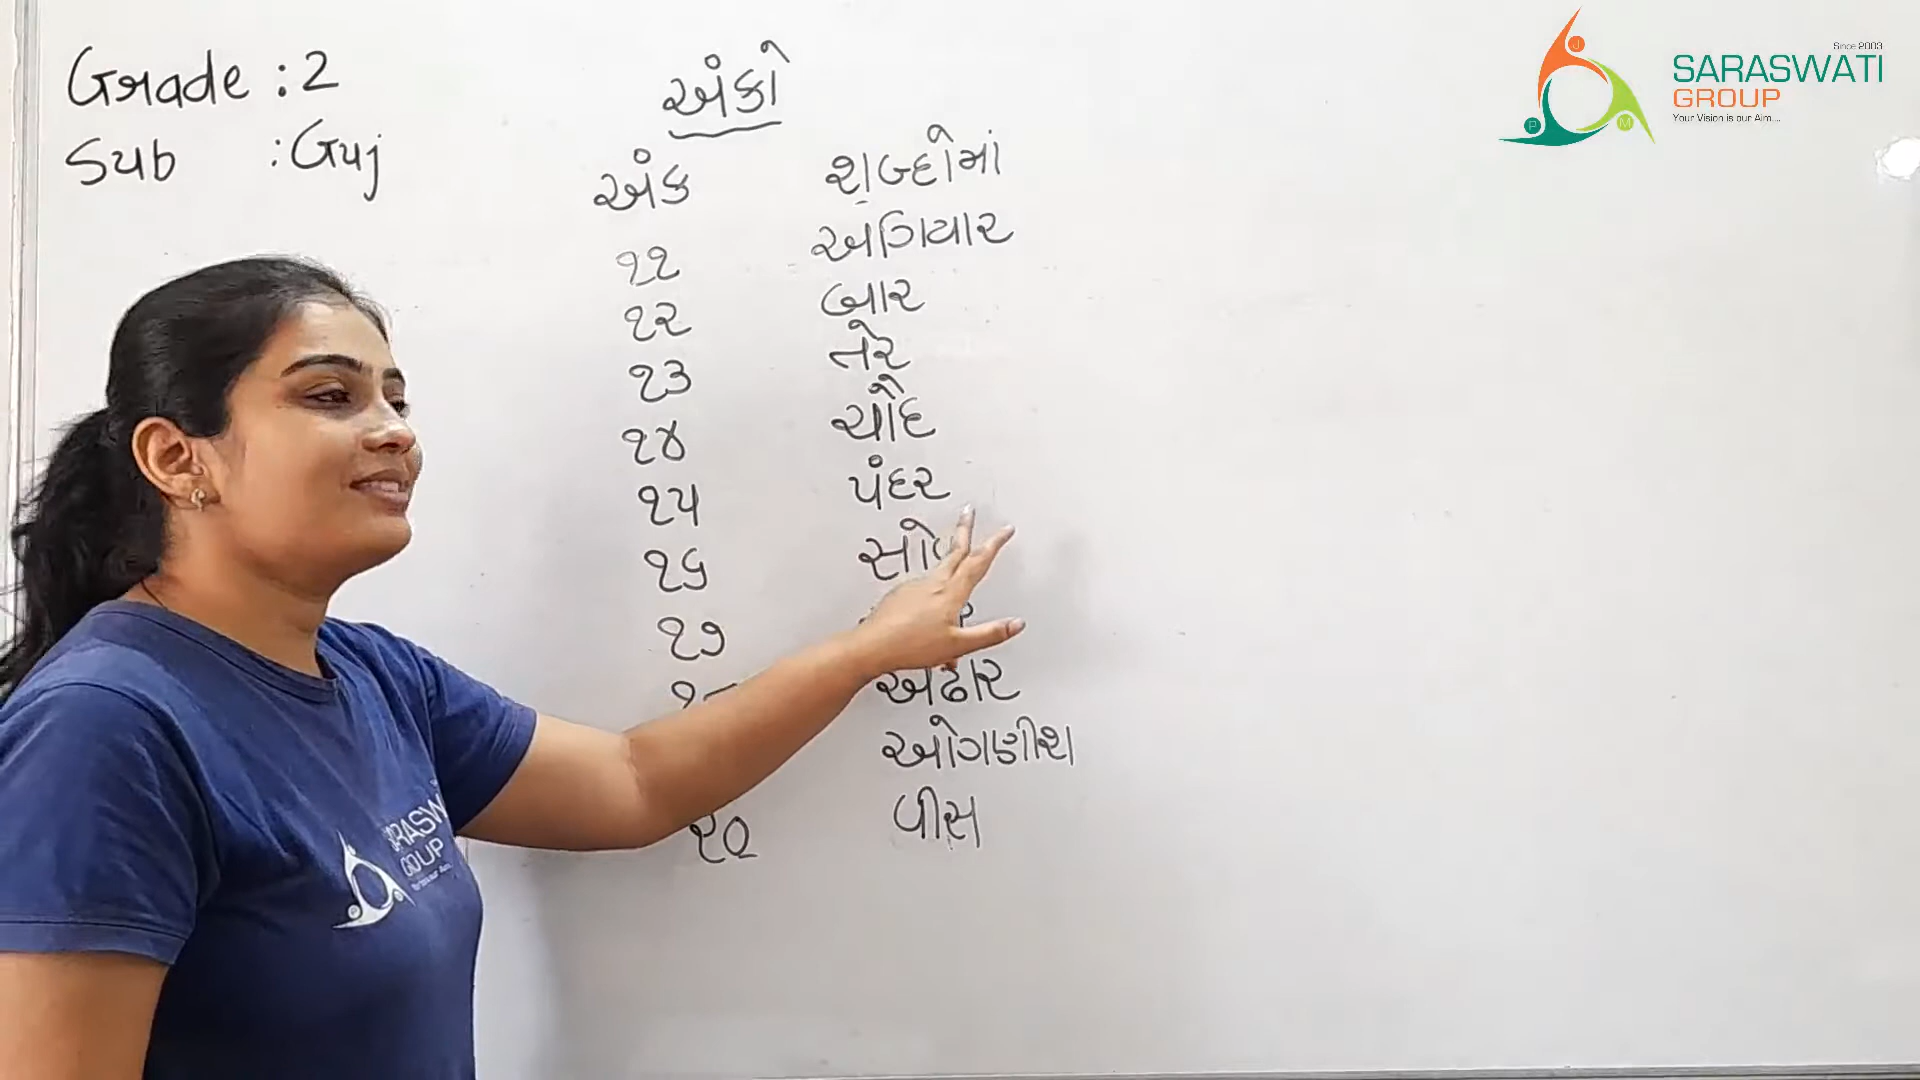 Grade : 2
Sub : Guj
અંકો
અંક શબ્દોમાં
૧૧ અગિયાર
૧૨ બાર
૧૩ તેર
૧૪ ચૌદ
૧૫ પંદર
૧૬
૧૭
અઢાર
ઓગણીશ
૨૦ વીસ
Since 2003
SARASWATI
GROUP
Your Vision is our Aim....
J
P
M